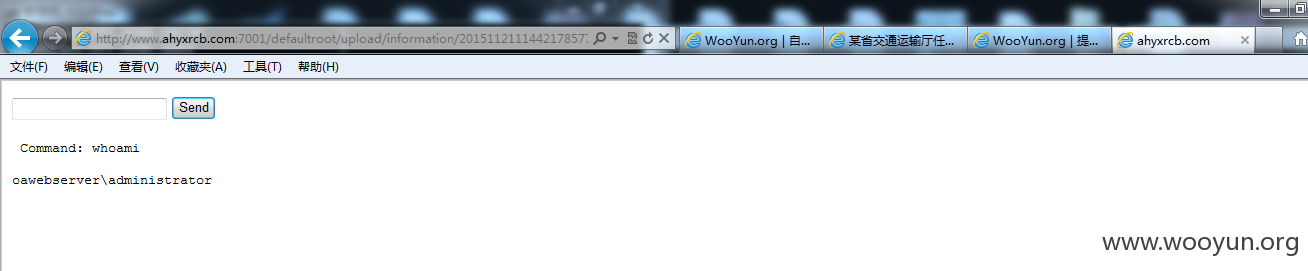 http://www.ahyxrcb.com:7001/defaultroot/upload/information/2015112111442178577
WooYun.org | 自...
某省交通运输厅任...
WooYun.org | 提...
ahyxrcb.com
文件(F) 编辑(E) 查看(V) 收藏夹(A) 工具(T) 帮助(H)
Send
Command: whoami
oawebserver\administrator
www.wooyun.org